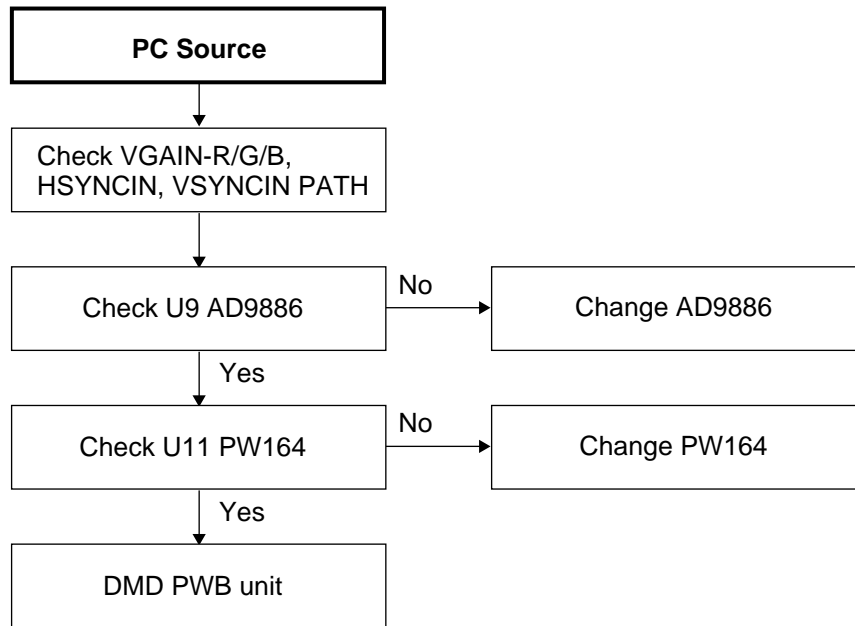 PC Source
Check VGAIN-R/G/B,
HSYNCIN, VSYNCIN PATH
Check U9 AD9886
No
Change AD9886
Yes
Check U11 PW164
No
Change PW164
Yes
DMD PWB unit